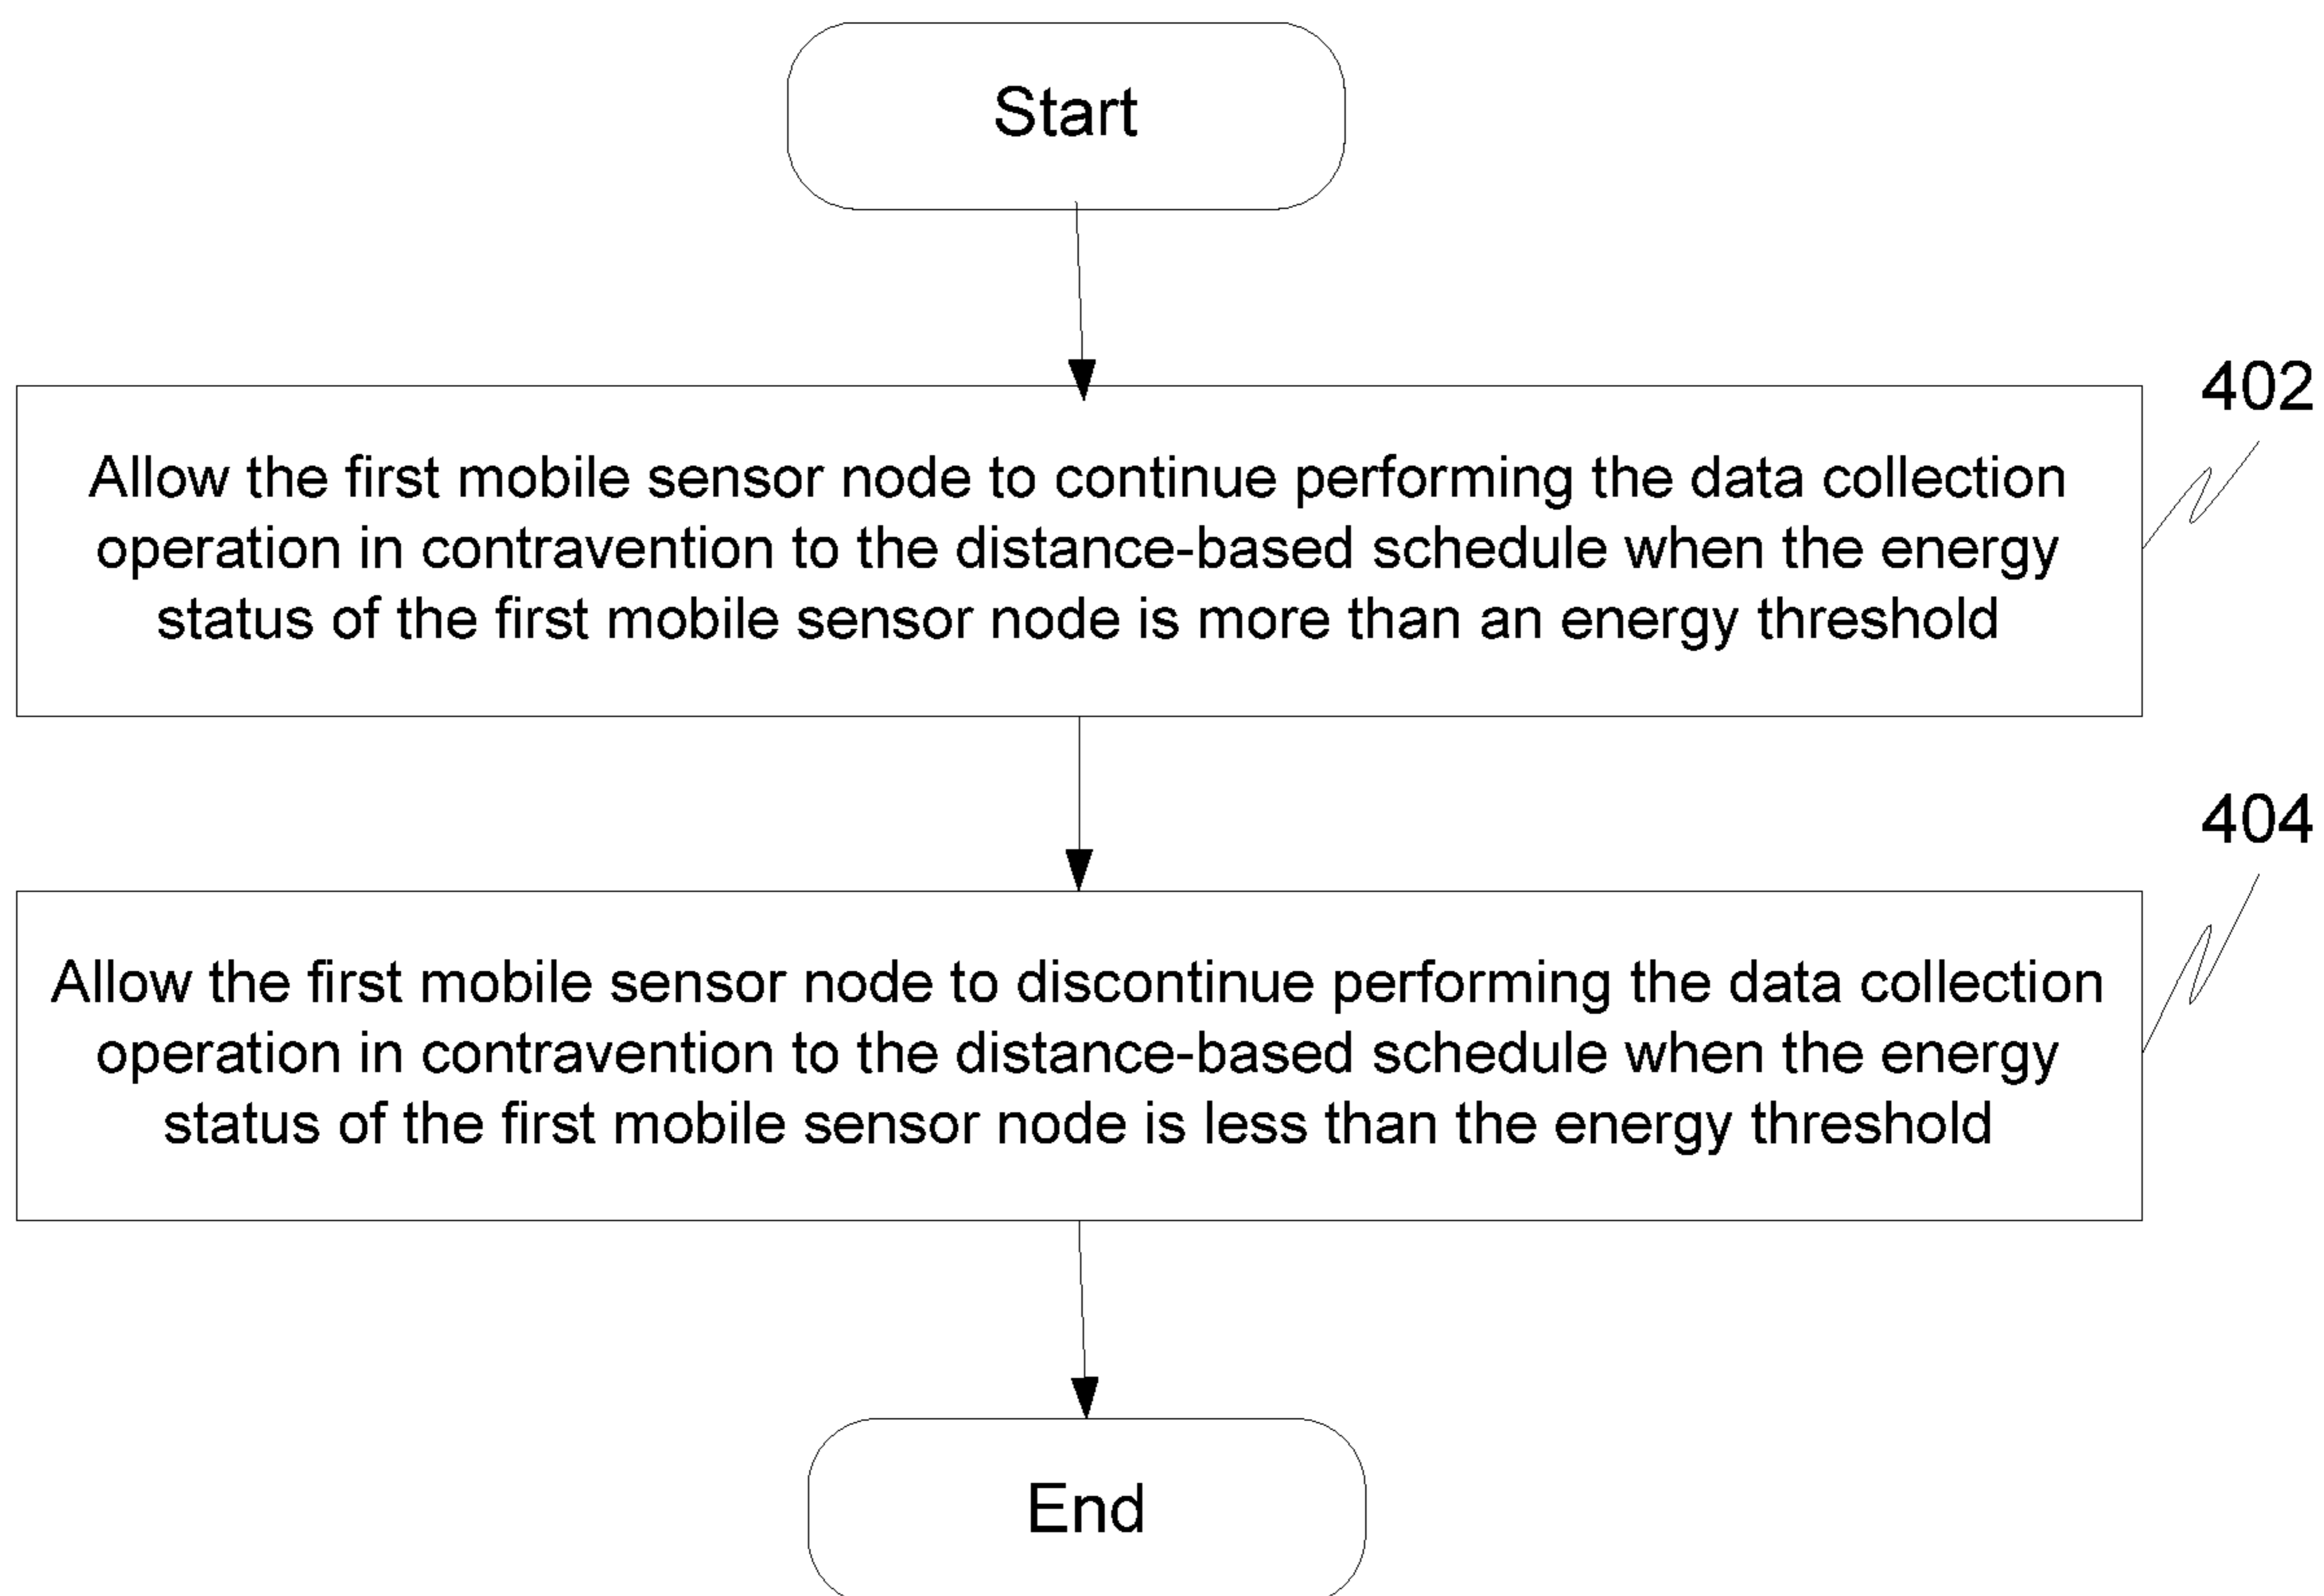 Start
402
Allow the first mobile sensor node to continue performing the data collection
operation in contravention to the distance-based schedule when the energy
status of the first mobile sensor node is more than an energy threshold
404
Allow the first mobile sensor node to discontinue performing the data collection
operation in contravention to the distance-based schedule when the energy
status of the first mobile sensor node is less than the energy threshold
End